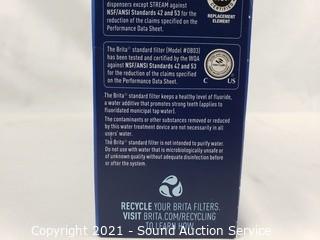 dispensers except STREAM against
NSF/ANSI Standards 42 and 53 for
the reduction of the claims specified on the
Performance Data Sheet.
REPLACEMENT
ELEMENT
The Brita® standard filter (Model #OB03)
has been tested and certified by the WQA
against NSF/ANSI Standards 42 and 53
for the reduction of the claims specified
on the Performance Data Sheet.
C US
The Brita® standard filter keeps a healthy level of fluoride,
a water additive that promotes strong teeth (applies to
fluoridated municipal tap water).
The contaminants or other substances removed or reduced
by this water treatment device are not necessarily in all
users' water.
The Brita® standard filter is not intended to purify water.
Do not use with water that is microbiologically unsafe or
of unknown quality without adequate disinfection before
or after the system.
RECYCLE YOUR BRITA FILTERS.
VISIT BRITA.COM/RECYCLING
TO LEARN HOW.
Copyright 2021 - Sound Auction Service